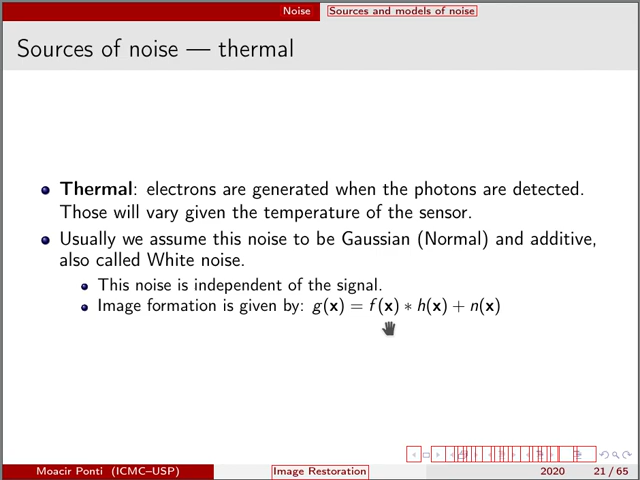 Noise Sources and models of noise
Sources of noise — thermal
Thermal: electrons are generated when the photons are detected.
Those will vary given the temperature of the sensor.
Usually we assume this noise to be Gaussian (Normal) and additive,
also called White noise.
This noise is independent of the signal.
Image formation is given by: g(x) = f(x) ∗ h(x) + n(x)
Moacir Ponti (ICMC–USP) Image Restoration 2020 21 / 65